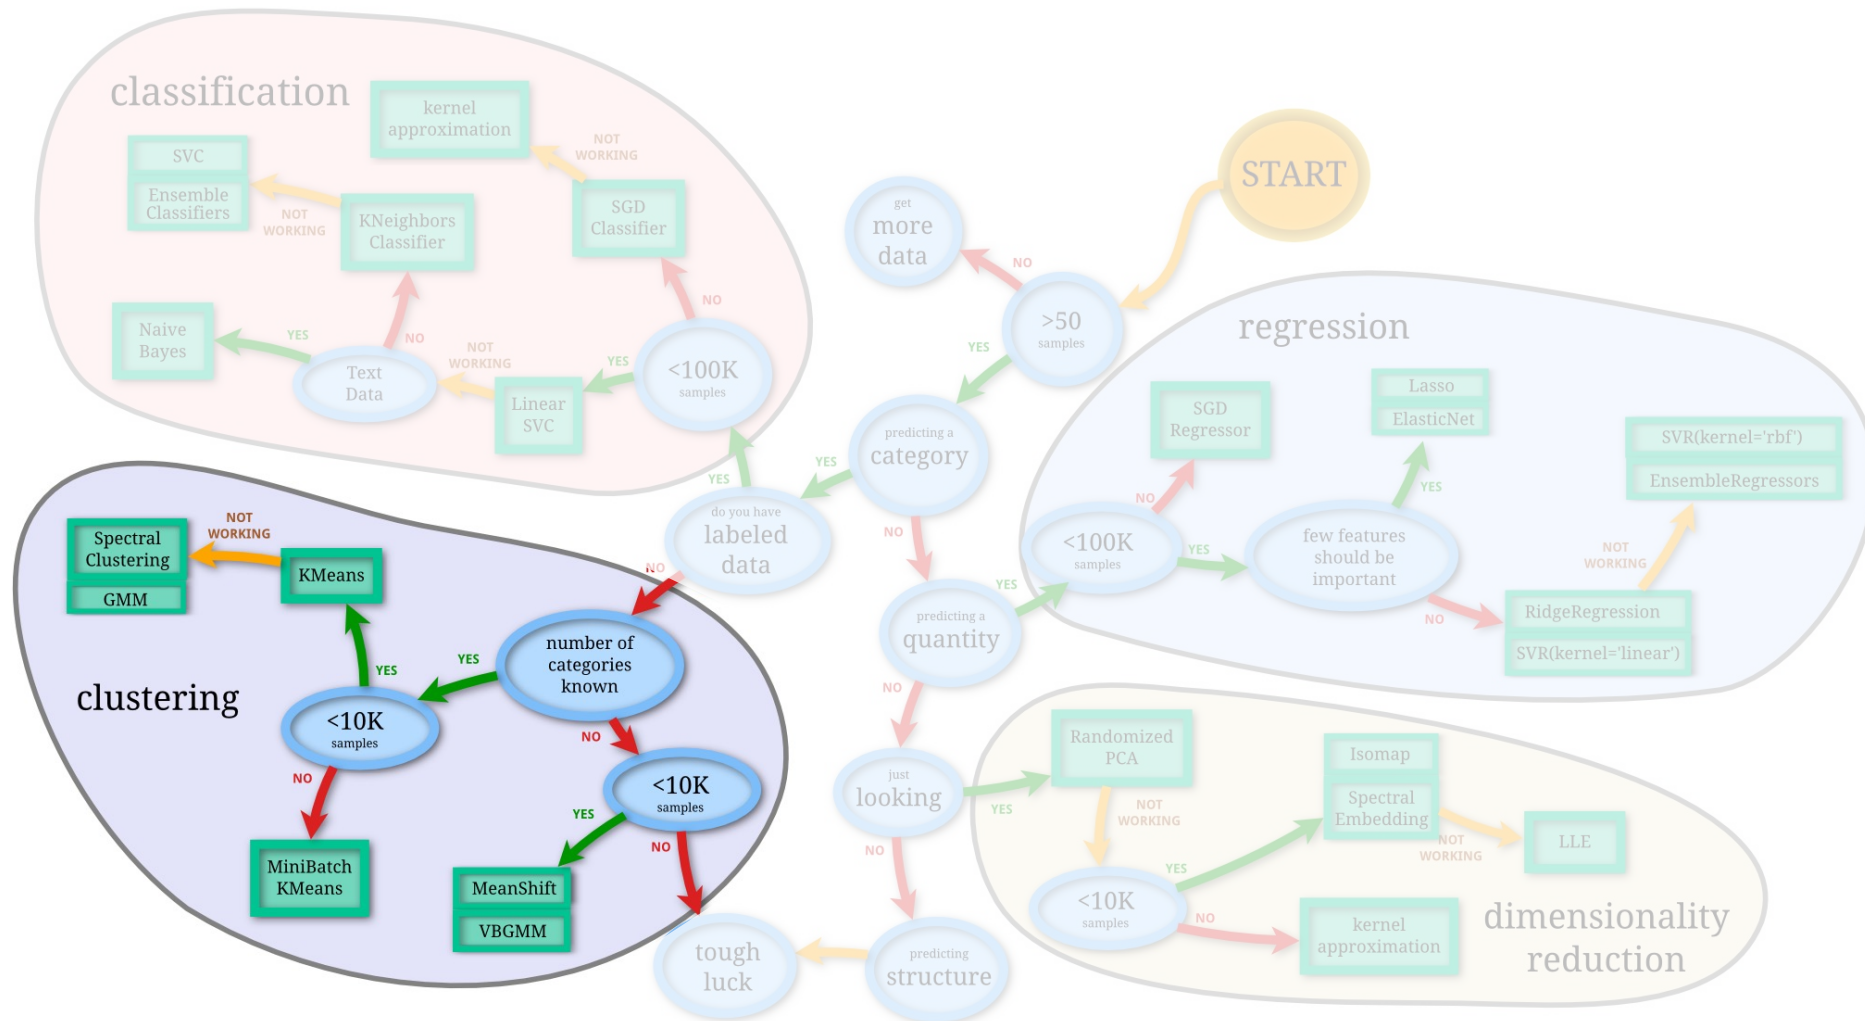 classification
kernel
approximation
NOT
WORKING
SVC
Ensemble
Classifiers
NOT
WORKING
KNeighbors
Classifier
SGD
Classifier
NO
Naive
Bayes
YES
NO
Text
Data
NOT
WORKING
Linear
SVC
YES
<100K
samples
YES
START
get
more
data
NO
>50
samples
YES
predicting a
category
YES
do you have
labeled
data
NO
NO
predicting a
quantity
YES
NO
just
looking
YES
NO
predicting
structure
tough
luck
regression
SGD
Regressor
Lasso
ElasticNet
SVR(kernel='rbf')
EnsembleRegressors
NO
YES
<100K
samples
YES
few features
should be
important
NOT
WORKING
NO
RidgeRegression
SVR(kernel='linear')
clustering
Spectral
Clustering
GMM
NOT
WORKING
KMeans
YES
YES
number of
categories
known
<10K
samples
NO
NO
<10K
samples
YES
NO
MiniBatch
KMeans
MeanShift
VBGMM
Randomized
PCA
NOT
WORKING
Isomap
Spectral
Embedding
NOT
WORKING
LLE
YES
<10K
samples
NO
kernel
approximation
dimensionality
reduction